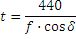 t = 440 / (f · cos δ)